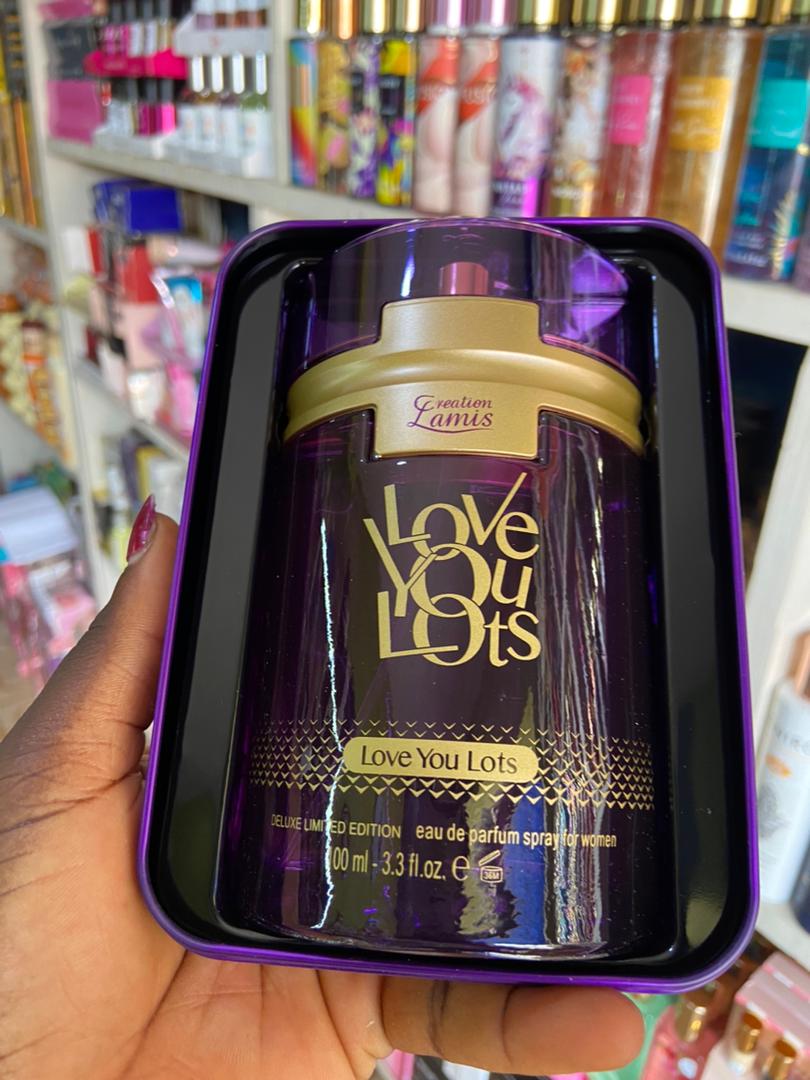 Creation
Lamis
Love
You
Lots
Love You Lots
DELUXE LIMITED EDITION eau de parfum spray for women
100 ml - 3.3 fl.oz. e 36M